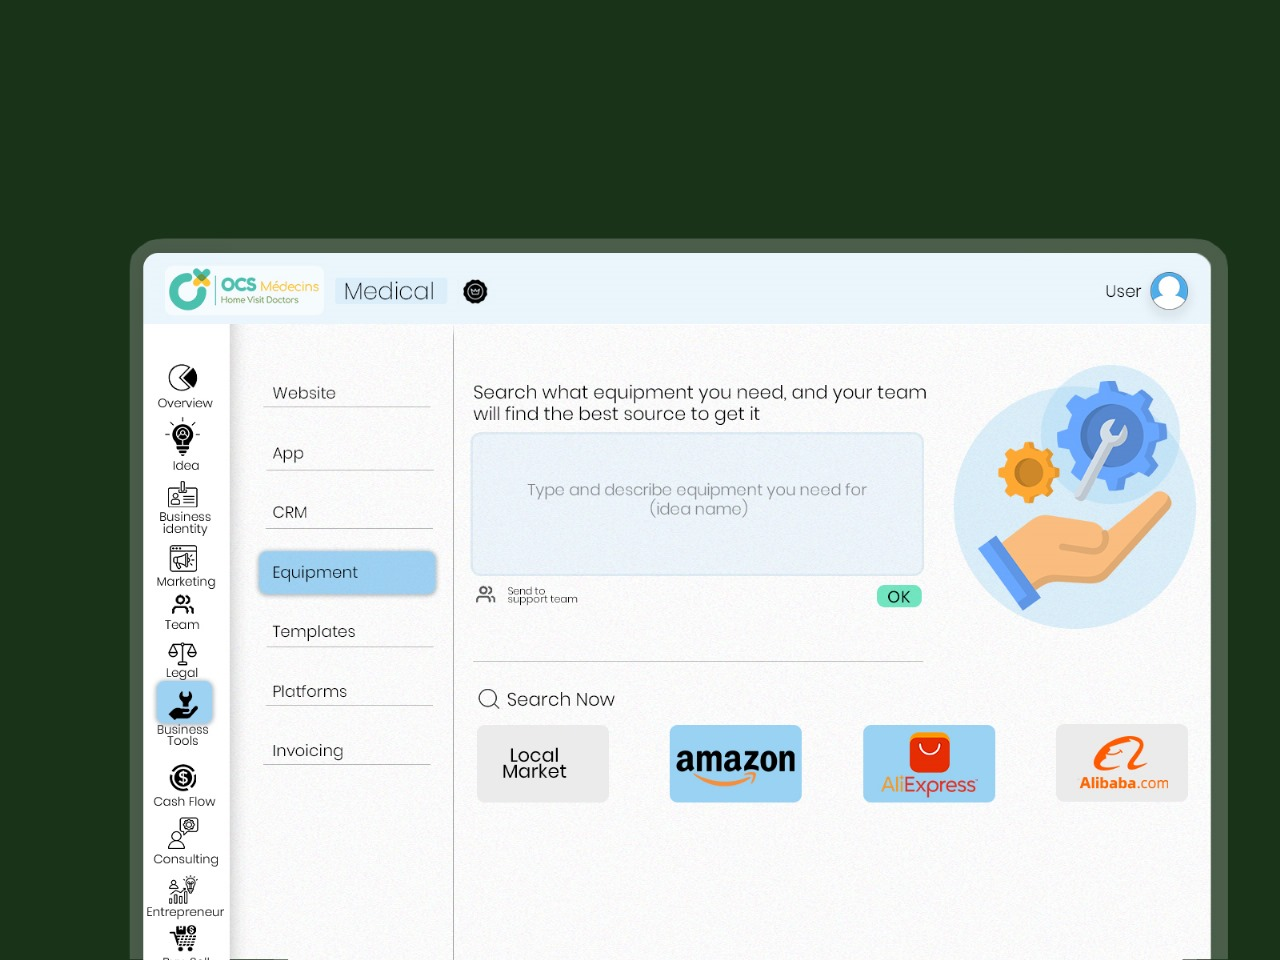 OCS Médecins
Home Visit Doctors
Medical
User
Overview
Idea
Business
identity
Marketing
Team
Legal
Business
Tools
Cash Flow
Consulting
Entrepreneur
Website
App
CRM
Equipment
Templates
Platforms
Invoicing
Search what equipment you need, and your team
will find the best source to get it
Type and describe equipment you need for
(idea name)
Send to
support team
OK
Search Now
Local
Market
amazon
AliExpress
Alibaba.com